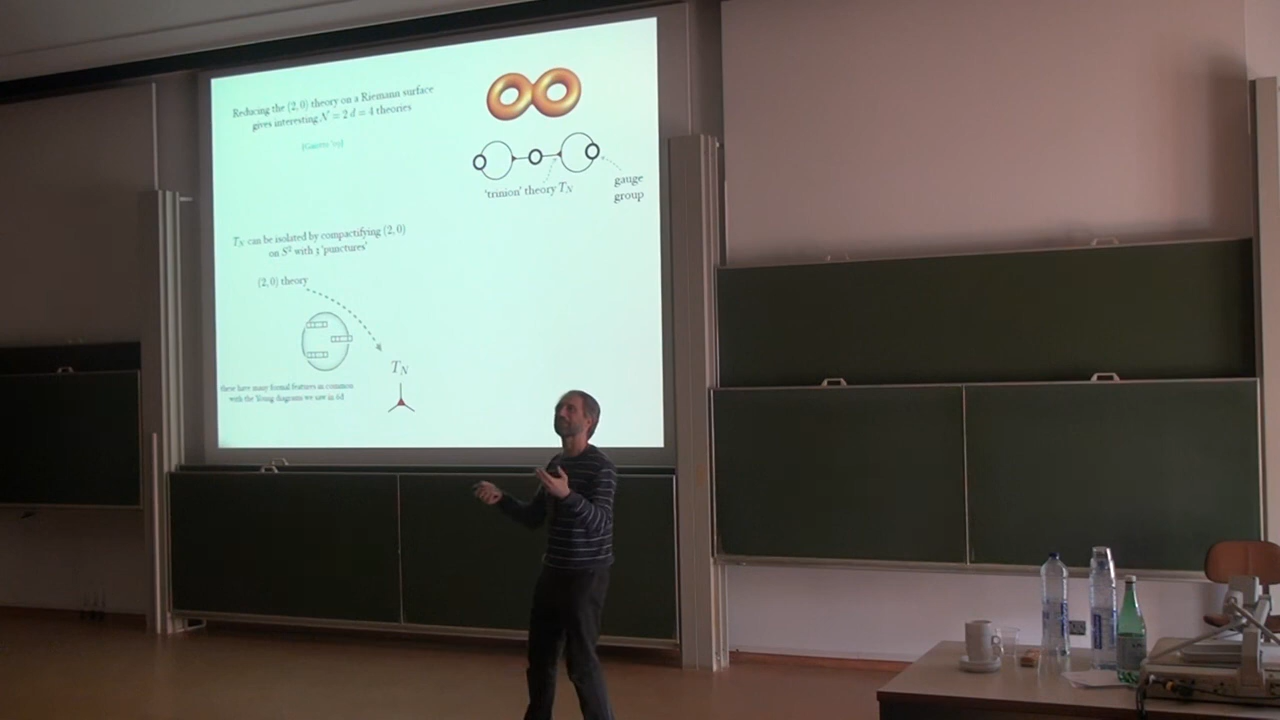 Reducing the (2, 0) theory on a Riemann surface
gives interesting N = 2 d = 4 theories
[Gaiotto '09]
'trinion' theory T_N
gauge
group
T_N can be isolated by compactifying (2, 0)
on S² with 3 'punctures'
(2, 0) theory
T_N
these have many formal features in common
with the Young diagrams we saw in 6d